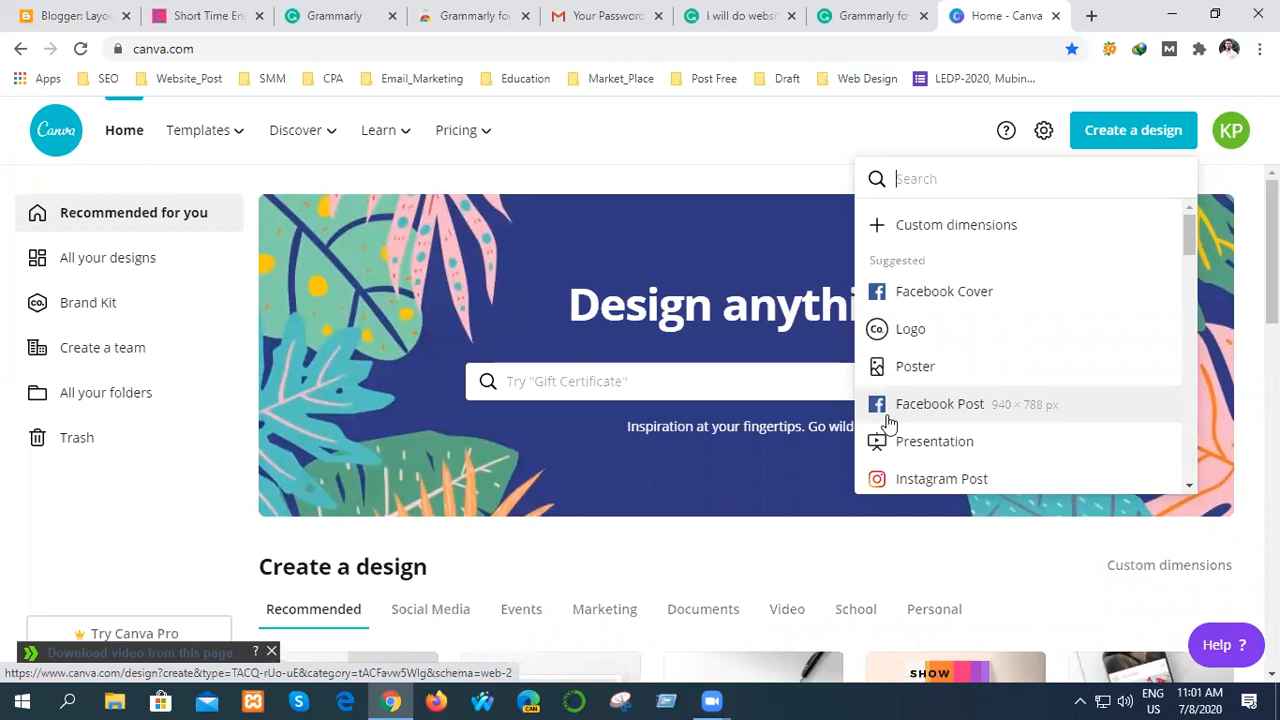 Blogger: Layo
Short Time En
Grammarly
Grammarly fo
Your Password
I will do webs
Grammarly fo
Home - Canva
canva.com
Apps
SEO
Website_Post
SMM
CPA
Email_Marketing
Education
Market_Place
Post Free
Draft
Web Design
LEDP-2020, Mubin...
Canva
Home
Templates
Discover
Learn
Pricing
Create a design
KP
Search
Custom dimensions
Suggested
Facebook Cover
Co. Logo
Poster
Facebook Post 940 × 788 px
Presentation
Instagram Post
Recommended for you
All your designs
CO. Brand Kit
Create a team
All your folders
Trash
Design anythi
Try "Gift Certificate"
Inspiration at your fingertips. Go wild
Create a design
Custom dimensions
Recommended
Social Media
Events
Marketing
Documents
Video
School
Personal
Try Canva Pro
Download video from this page ?
SHOW
Help ?
https://www.canva.com/design?create&type=TACQ-rUo-uE&category=tACFavw5WIg&schema=web-2
CAN
ENG
US
11:01 AM
7/8/2020